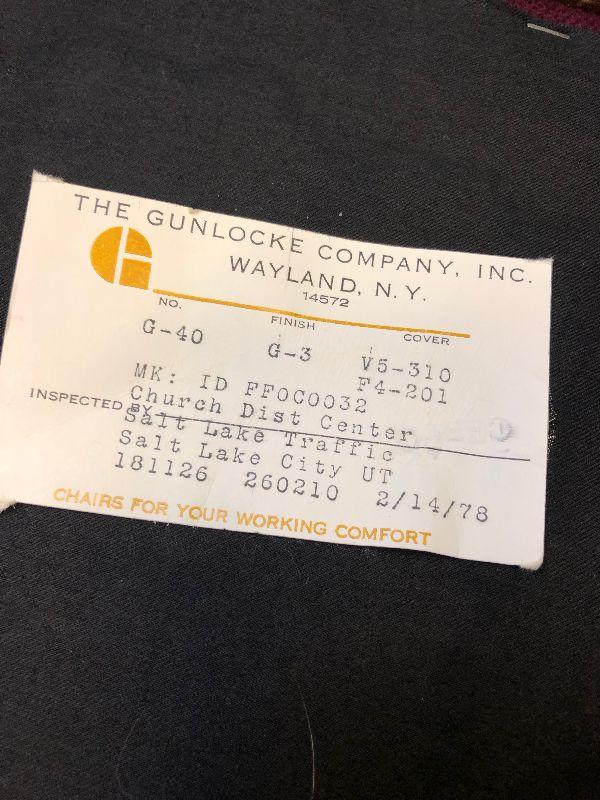 THE GUNLOCKE COMPANY, INC.
WAYLAND, N.Y.
14572
NO. FINISH COVER
G-40 G-3 V5-310
F4-201
MK: ID FFOC0032
Church Dist Center
INSPECTED BY
Salt Lake Traffic
Salt Lake City UT
181126 260210 2/14/78
CHAIRS FOR YOUR WORKING COMFORT